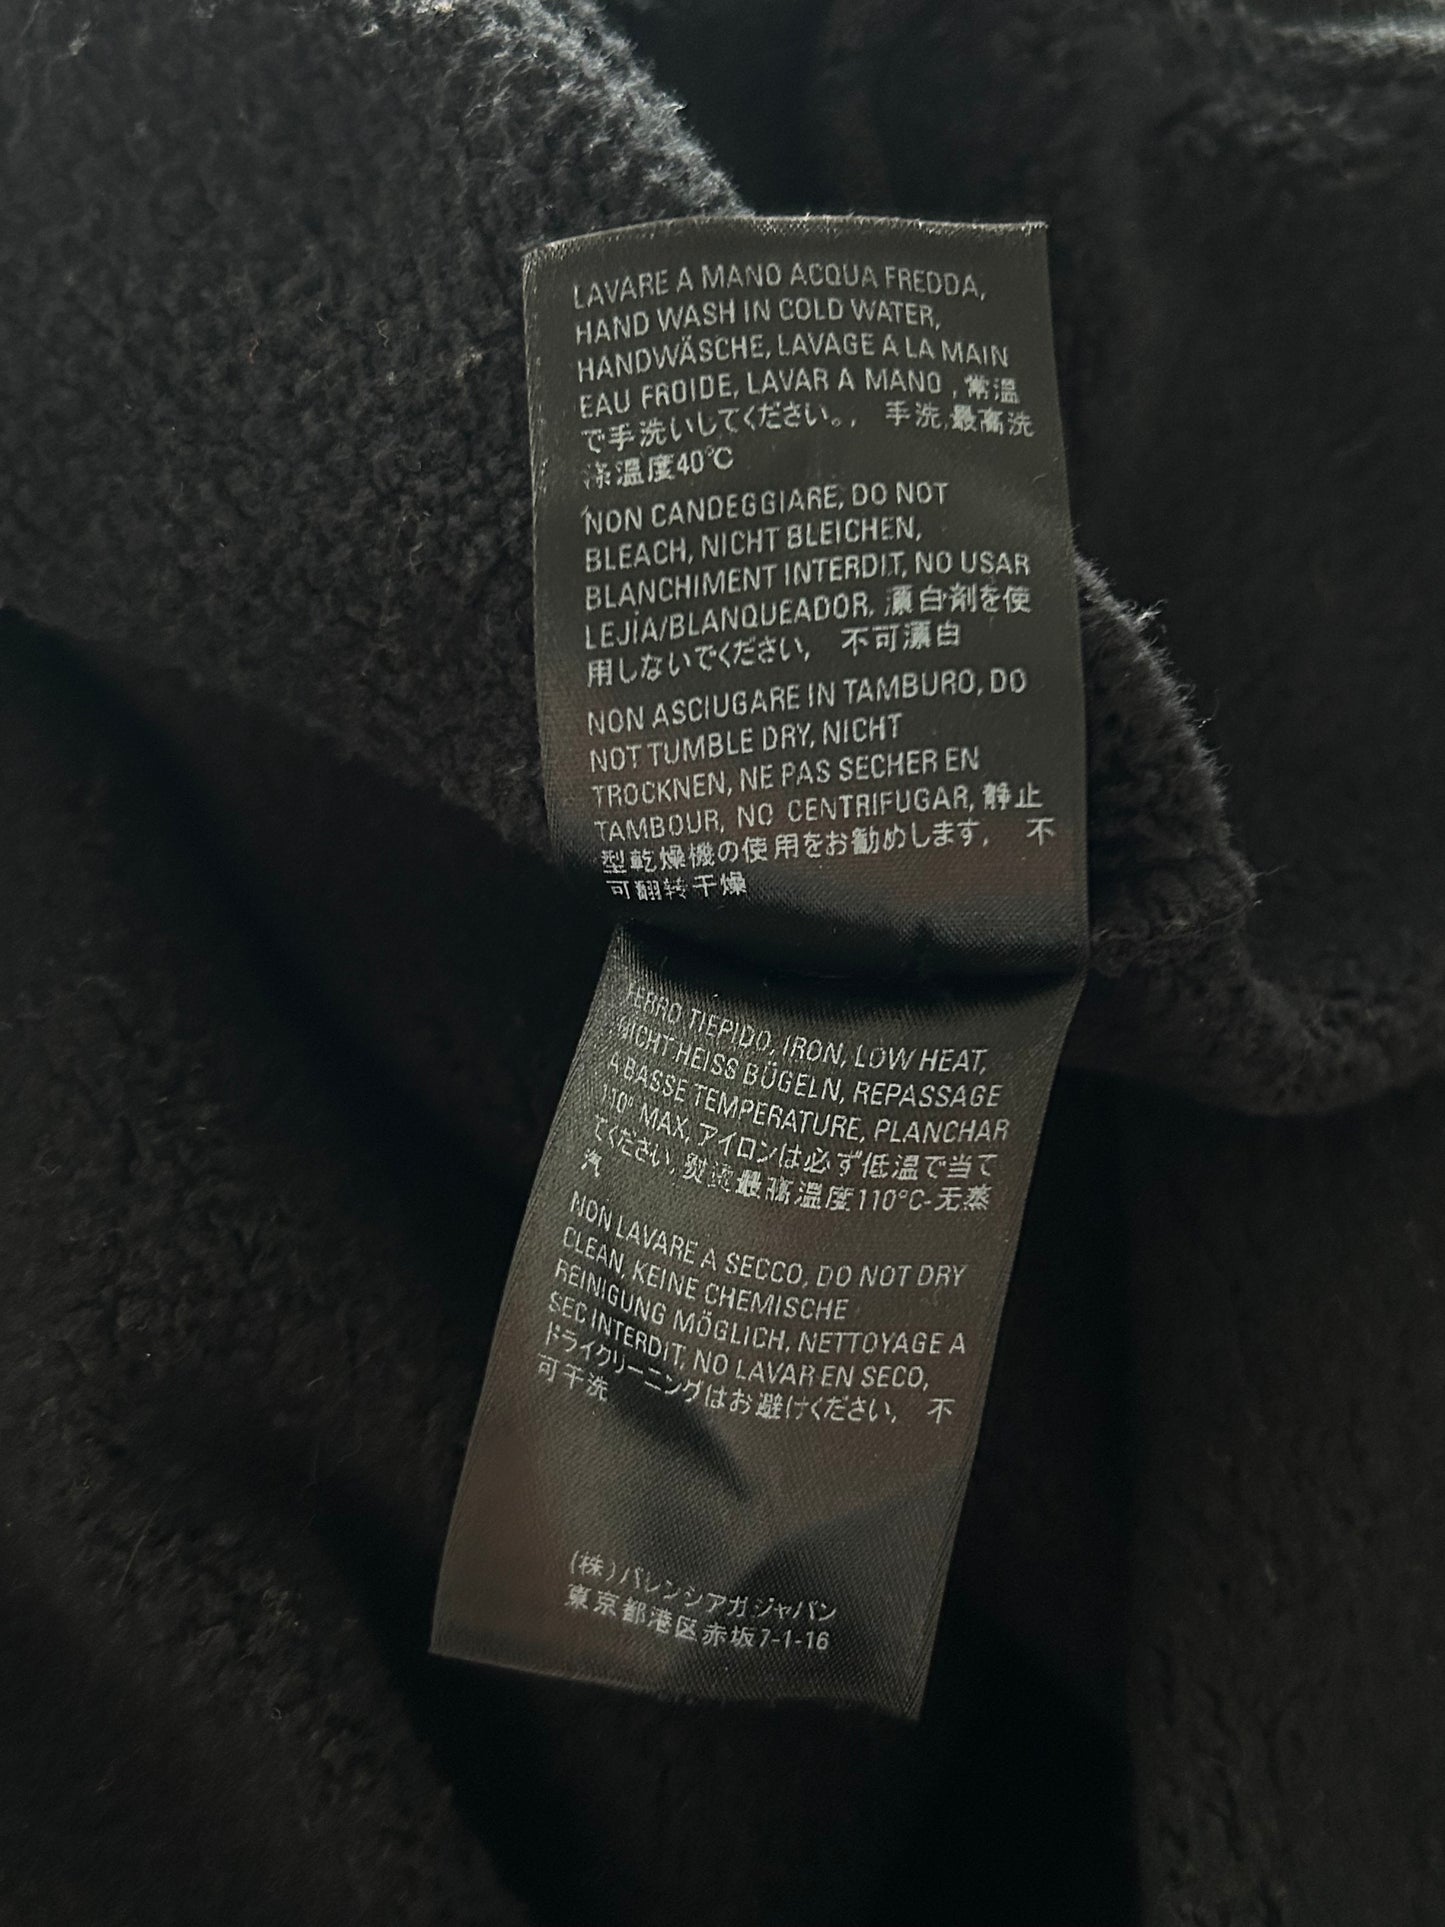 LAVARE A MANO ACQUA FREDDA,
HAND WASH IN COLD WATER,
HANDWÄSCHE, LAVAGE A LA MAIN
EAU FROIDE, LAVAR A MANO , 常温
で手洗いしてください。, 手洗,最高洗
涤温度40°C
NON CANDEGGIARE, DO NOT
BLEACH, NICHT BLEICHEN,
BLANCHIMENT INTERDIT, NO USAR
LEJIA/BLANQUEADOR, 漂白剤を使
用しないでください, 不可漂白
NON ASCIUGARE IN TAMBURO, DO
NOT TUMBLE DRY, NICHT
TROCKNEN, NE PAS SECHER EN
TAMBOUR, NO CENTRIFUGAR, 静止
型乾燥機の使用をお勧めします, 不
可翻转干燥
FERRO TIEPIDO, IRON, LOW HEAT,
NICHT HEISS BÜGELN, REPASSAGE
A BASSE TEMPERATURE, PLANCHAR
110° MAX, アイロンは必ず低温で当て
てください, 熨烫最高温度110°C-无蒸
汽
NON LAVARE A SECCO, DO NOT DRY
CLEAN, KEINE CHEMISCHE
REINIGUNG MÖGLICH, NETTOYAGE A
SEC INTERDIT, NO LAVAR EN SECO,
ドライクリーニングはお避けください, 不
可干洗
(株)バレンシアガジャパン
東京都港区赤坂7-1-16